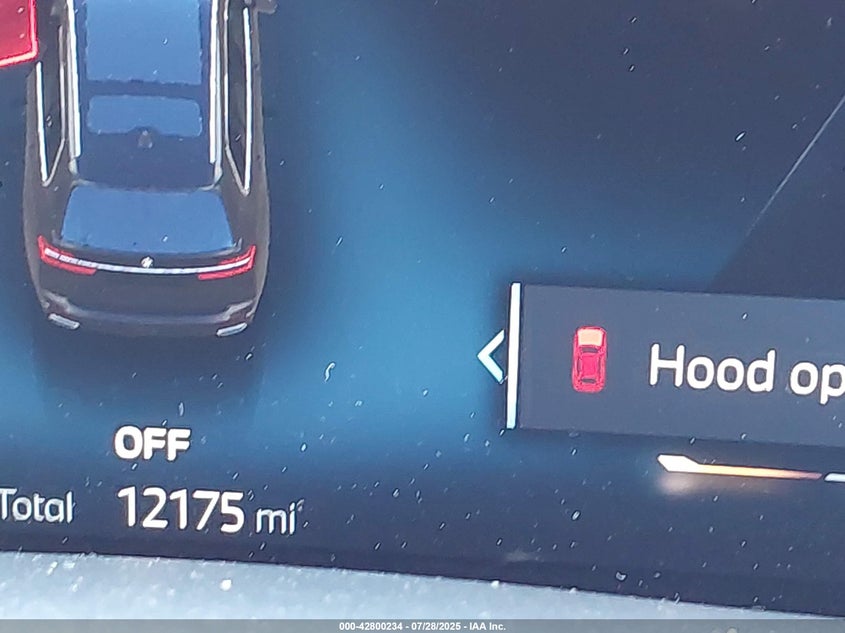 Hood op
OFF
Total 12175 mi
000-42800234 - 07/28/2025 - IAA Inc.